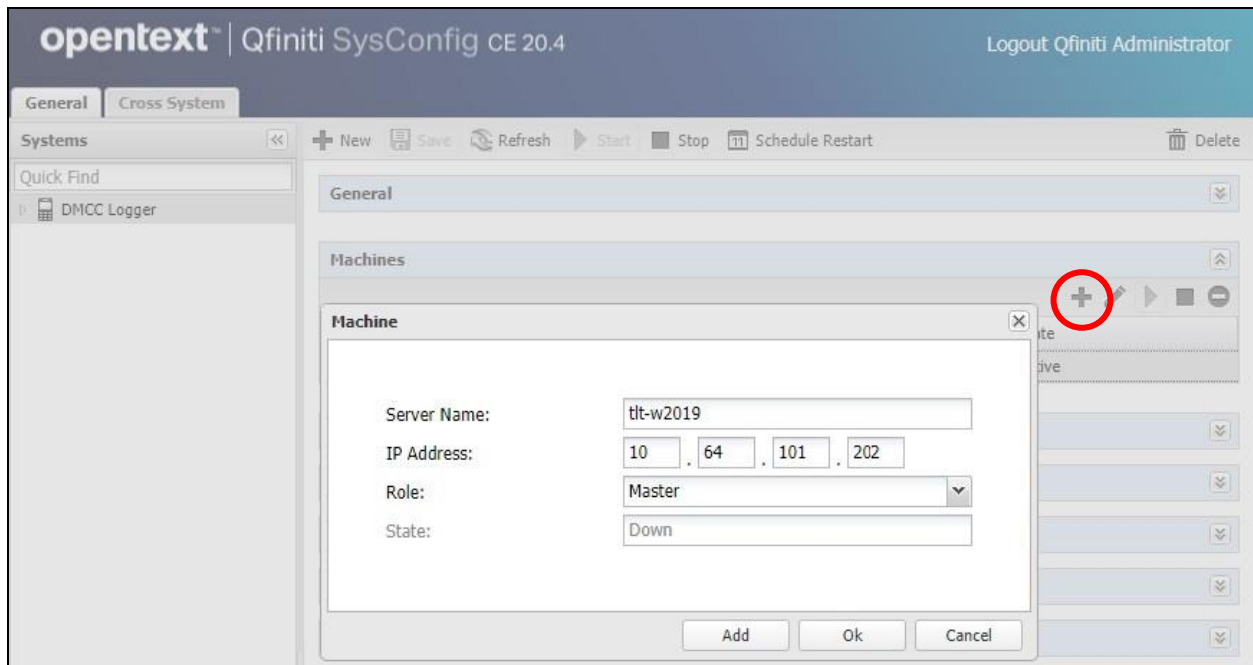 opentext™ | Qfiniti SysConfig CE 20.4
Logout Qfiniti Administrator
General Cross System
Systems New Save Refresh Start Stop 11 Schedule Restart Delete
Quick Find
General
DMCC Logger
Machines
Machine
Server Name: tlt-w2019
IP Address: 10 . 64 . 101 . 202
Role: Master
State: Down
Add Ok Cancel